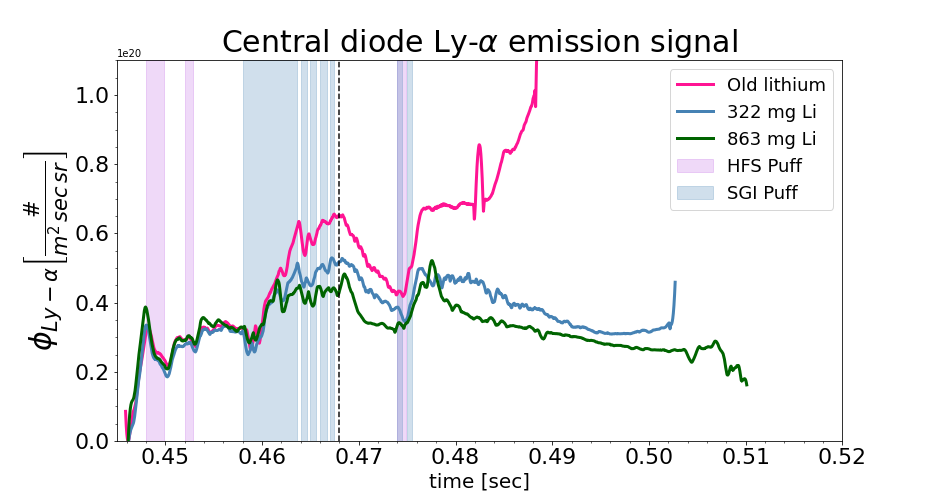 Central diode Ly-α emission signal
1e20
1.0
0.8
0.6
0.4
0.2
0.0
ϕ_{Ly−α} [# / m² sec sr]
0.45 0.46 0.47 0.48 0.49 0.50 0.51 0.52
time [sec]
Old lithium
322 mg Li
863 mg Li
HFS Puff
SGI Puff